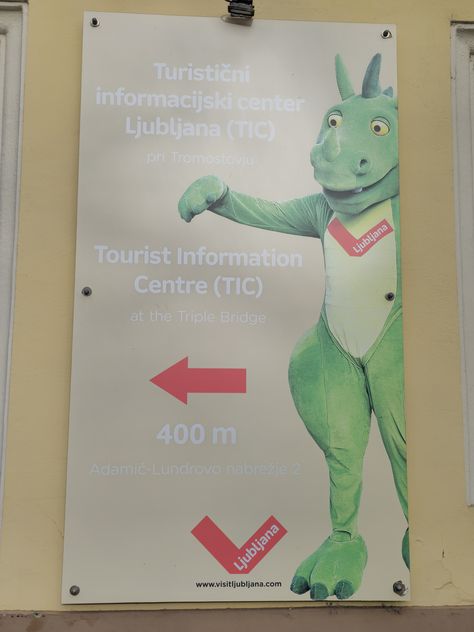 Turistični
informacijski center
Ljubljana (TIC)
pri Tromostovju
Ljubljana
Tourist Information
Centre (TIC)
at the Triple Bridge
400 m
Adamič-Lundrovo nabrežje 2
Ljubljana
www.visitljubljana.com